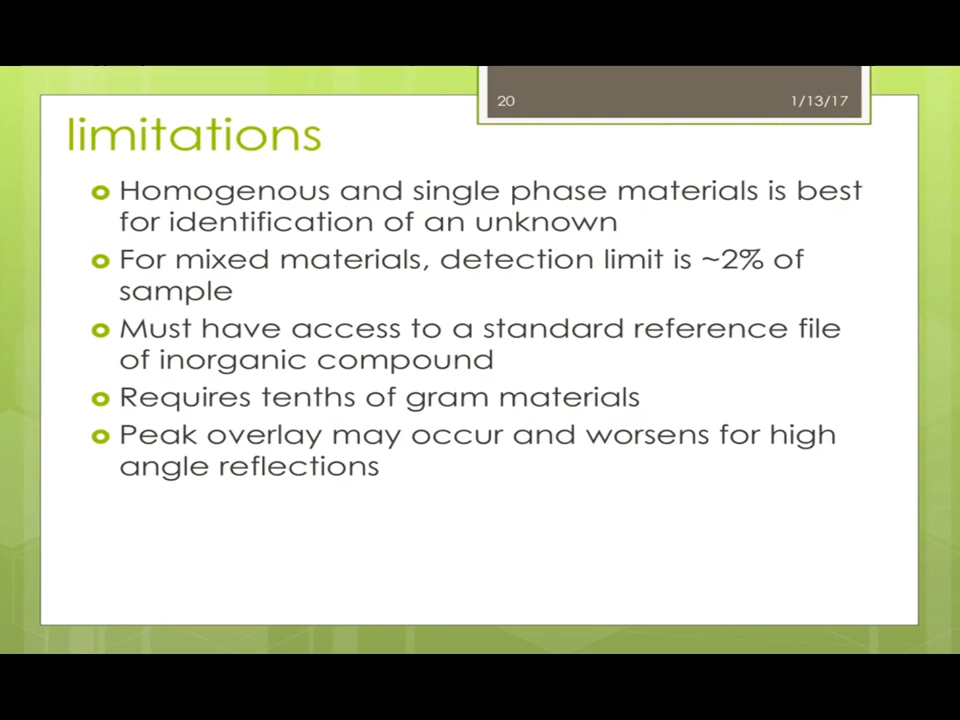 20
1/13/17
limitations
Homogenous and single phase materials is best
for identification of an unknown
For mixed materials, detection limit is ~2% of
sample
Must have access to a standard reference file
of inorganic compound
Requires tenths of gram materials
Peak overlay may occur and worsens for high
angle reflections